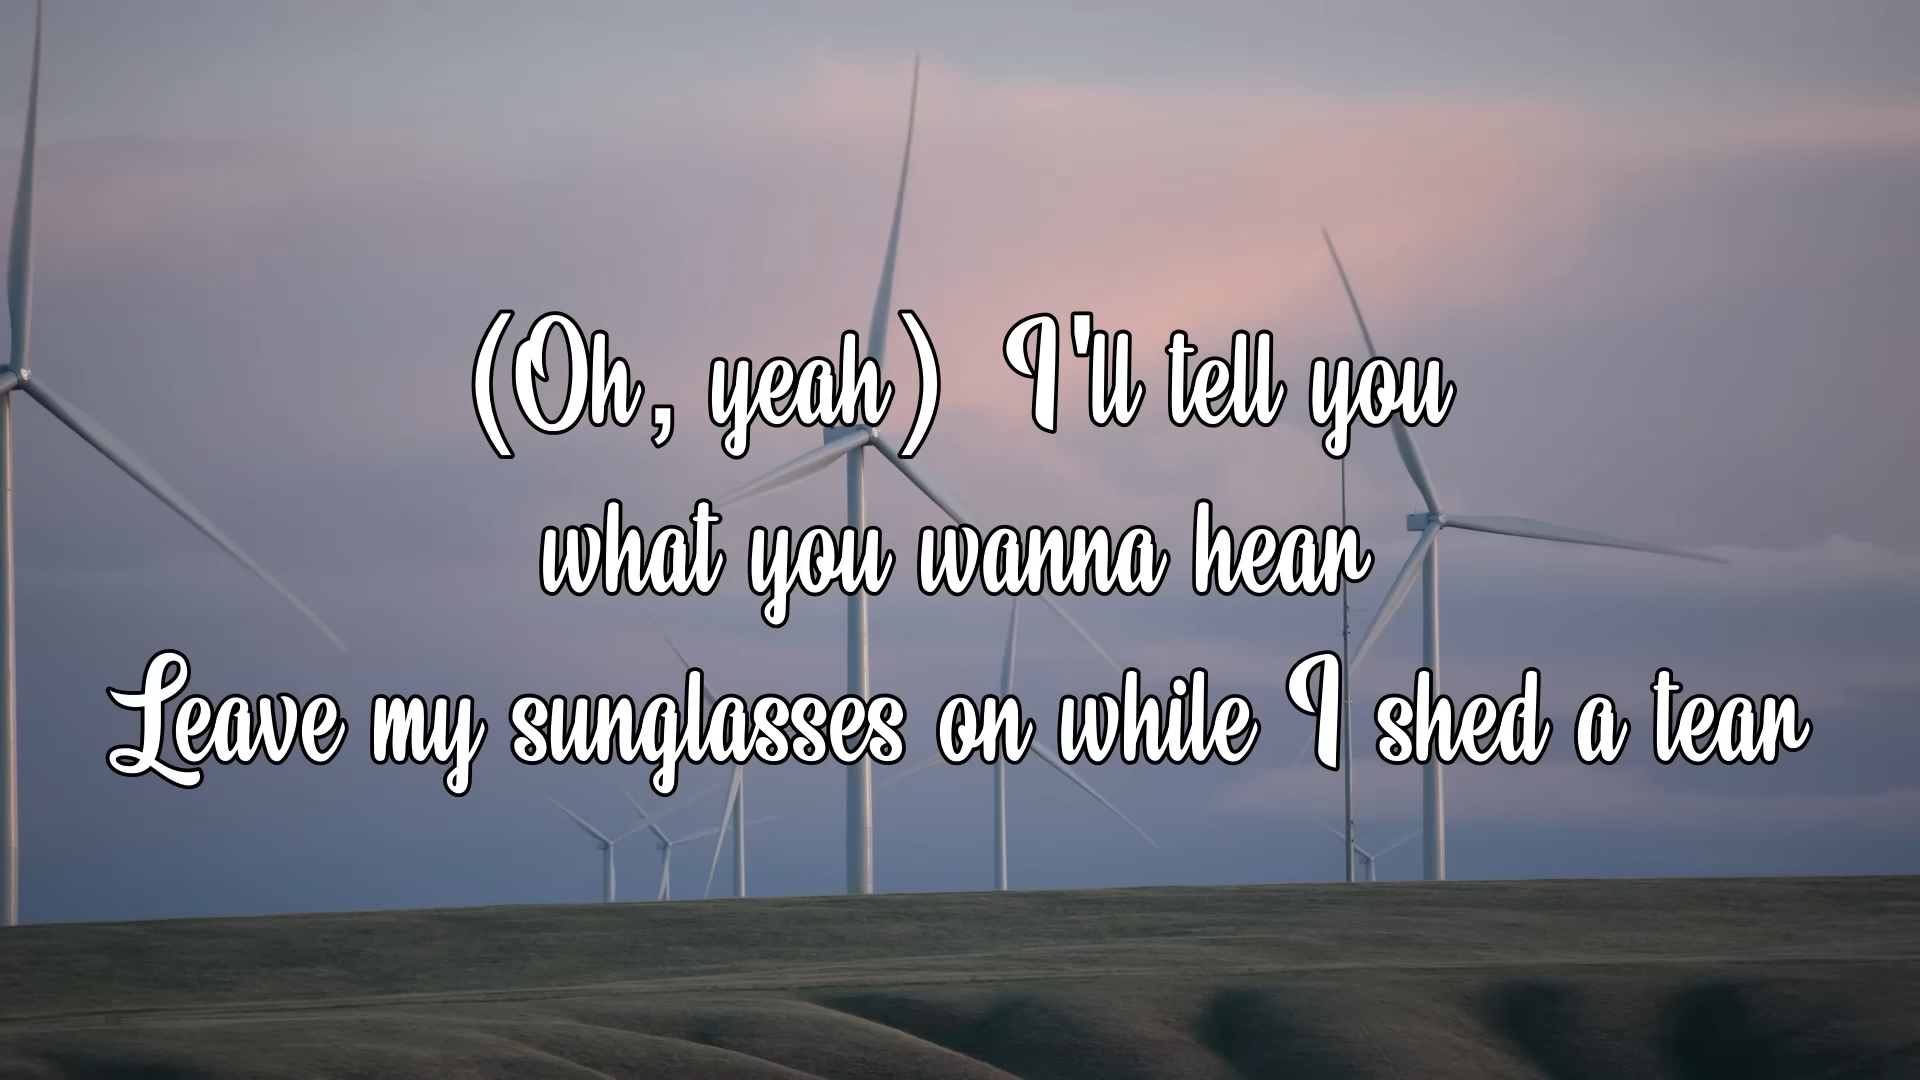 (Oh, yeah) I'll tell you
what you wanna hear
Leave my sunglasses on while I shed a tear